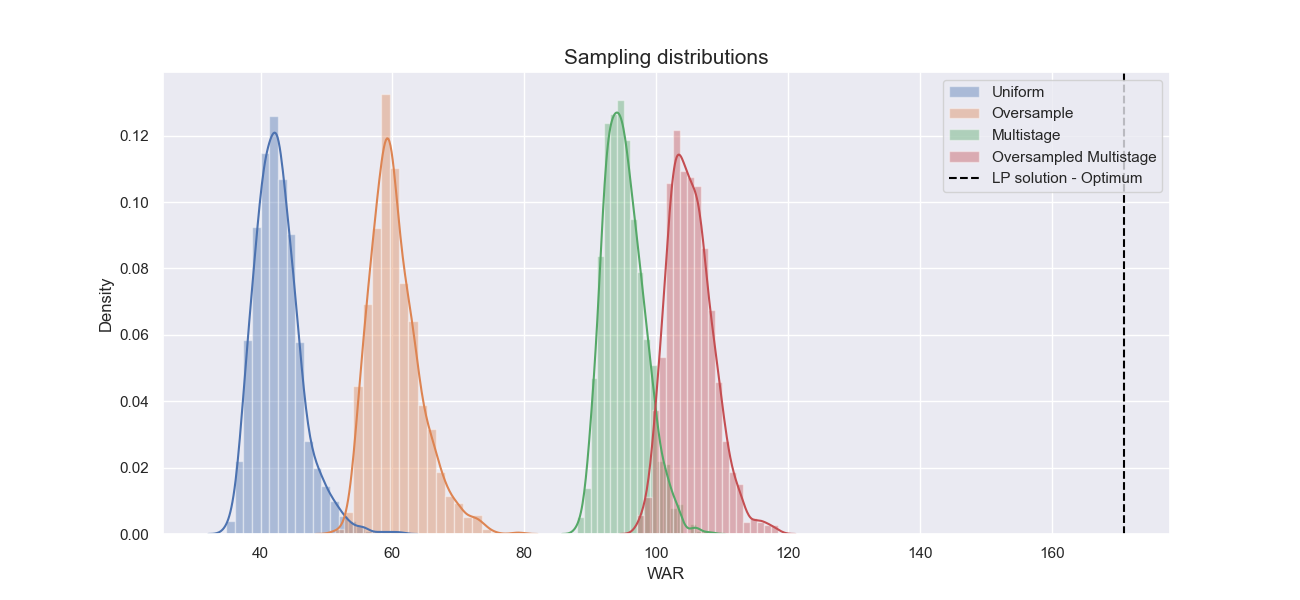 Sampling distributions
Uniform
Oversample
Multistage
Oversampled Multistage
LP solution - Optimum
Density
0.12
0.10
0.08
0.06
0.04
0.02
0.00
40 60 80 100 120 140 160
WAR